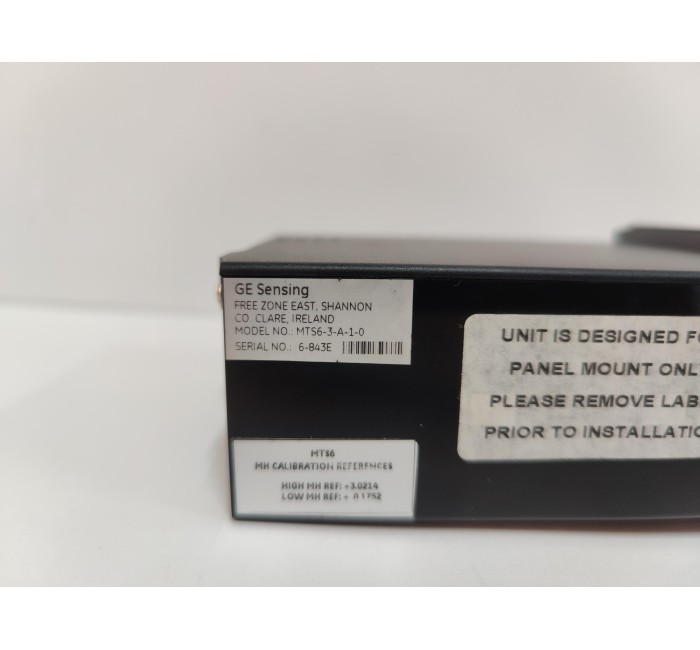 GE Sensing
FREE ZONE EAST, SHANNON
CO. CLARE, IRELAND
MODEL NO.: MTS6-3-A-1-0
SERIAL NO.: 6-843E
UNIT IS DESIGNED FO
PANEL MOUNT ONL
PLEASE REMOVE LAB
PRIOR TO INSTALLATIO
MTS6
MH CALIBRATION REFERENCES
HIGH MH REF: +3.0214
LOW MH REF: + .0.1752